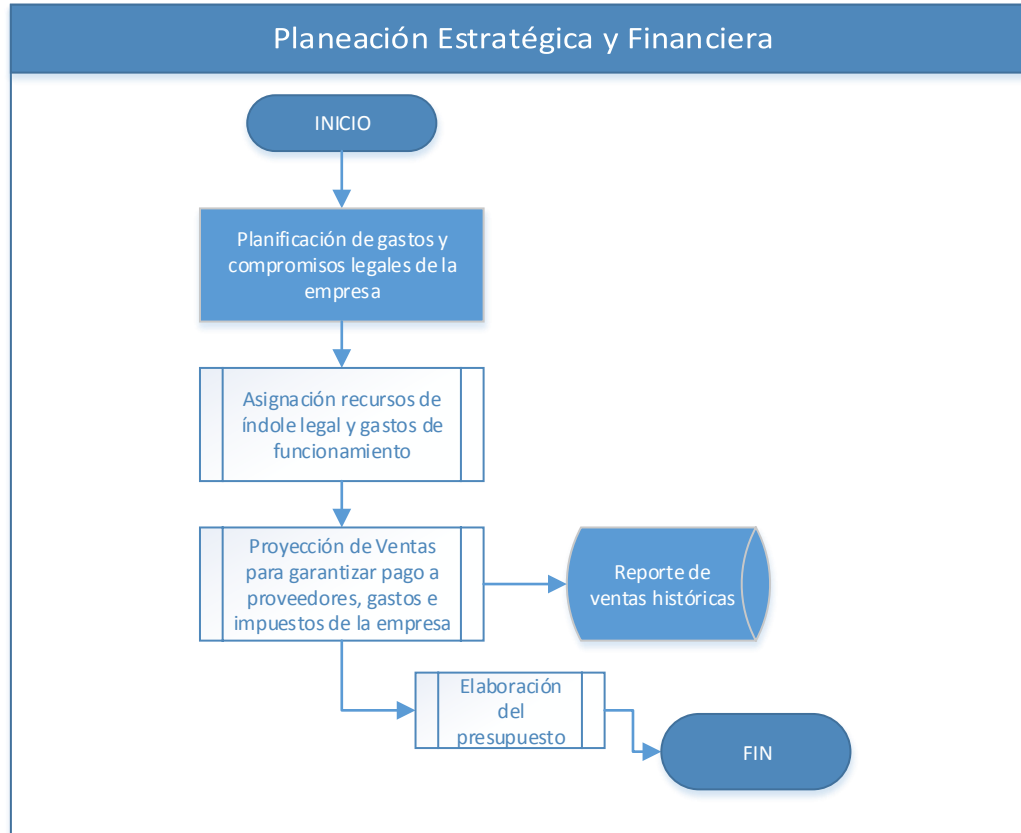 Planeación Estratégica y Financiera
INICIO
Planificación de gastos y
compromisos legales de la
empresa
Asignación recursos de
índole legal y gastos de
funcionamiento
Proyección de Ventas
para garantizar pago a
proveedores, gastos e
impuestos de la empresa
Reporte de
ventas históricas
Elaboración
del
presupuesto
FIN